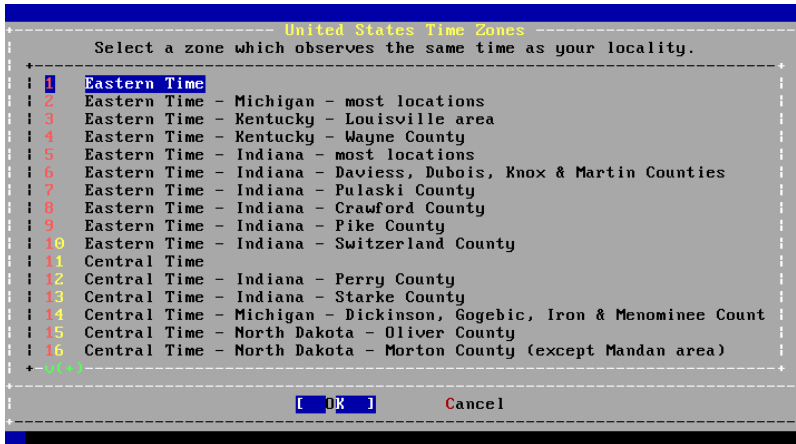 United States Time Zones
Select a zone which observes the same time as your locality.
1 Eastern Time
2 Eastern Time - Michigan - most locations
3 Eastern Time - Kentucky - Louisville area
4 Eastern Time - Kentucky - Wayne County
5 Eastern Time - Indiana - most locations
6 Eastern Time - Indiana - Daviess, Dubois, Knox & Martin Counties
7 Eastern Time - Indiana - Pulaski County
8 Eastern Time - Indiana - Crawford County
9 Eastern Time - Indiana - Pike County
10 Eastern Time - Indiana - Switzerland County
11 Central Time
12 Central Time - Indiana - Perry County
13 Central Time - Indiana - Starke County
14 Central Time - Michigan - Dickinson, Gogebic, Iron & Menominee Count
15 Central Time - North Dakota - Oliver County
16 Central Time - North Dakota - Morton County (except Mandan area)
v(+)
[ OK ] Cancel